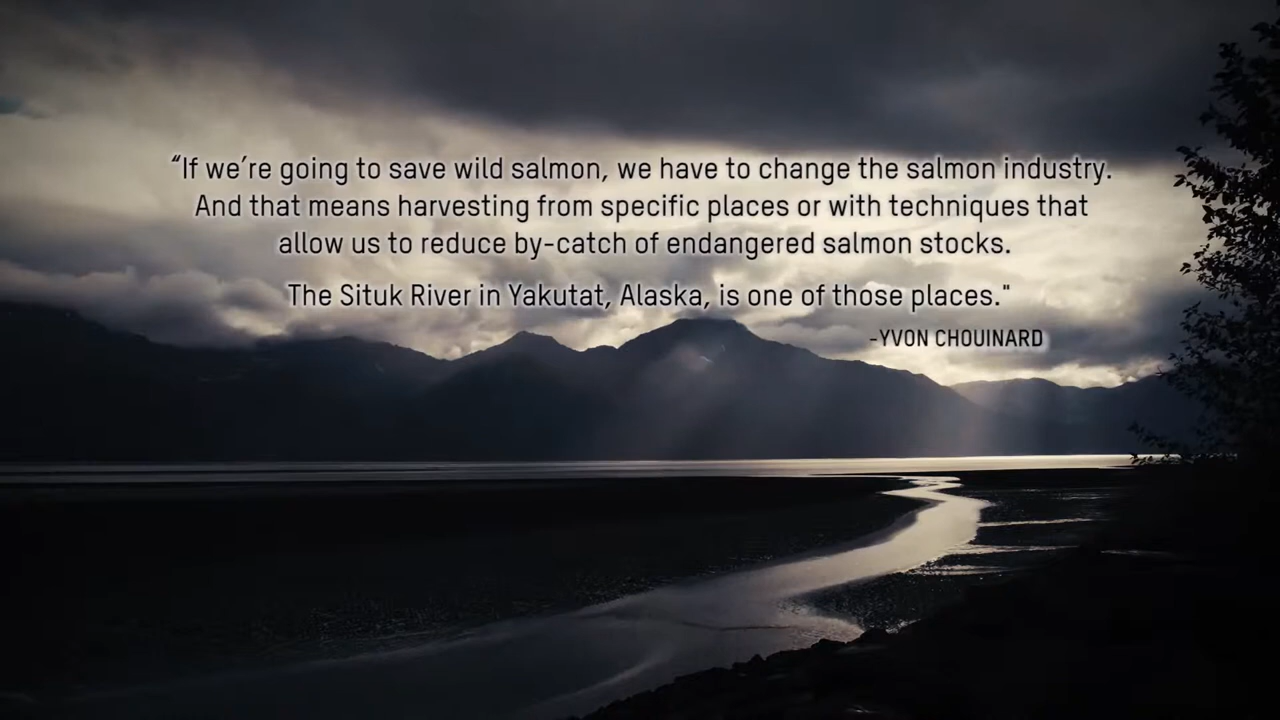 “If we’re going to save wild salmon, we have to change the salmon industry.
And that means harvesting from specific places or with techniques that
allow us to reduce by-catch of endangered salmon stocks.
The Situk River in Yakutat, Alaska, is one of those places."
-YVON CHOUINARD